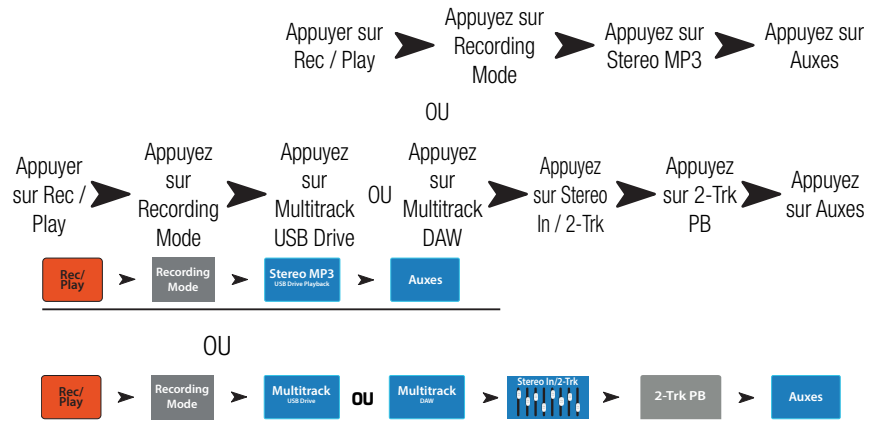 Appuyer sur Rec / Play
Appuyez sur Recording Mode
Appuyez sur Stereo MP3
Appuyez sur Auxes
OU
Appuyer sur Rec / Play
Appuyez sur Recording Mode
Appuyez sur Multitrack USB Drive
OU
Appuyez sur Multitrack DAW
Appuyez sur Stereo In / 2-Trk
Appuyez sur 2-Trk PB
Appuyez sur Auxes
Rec/ Play
Recording Mode
Stereo MP3
USB Drive Playback
Auxes
OU
Rec/ Play
Recording Mode
Multitrack
USB Drive
OU
Multitrack
DAW
Stereo In/2-Trk
2-Trk PB
Auxes